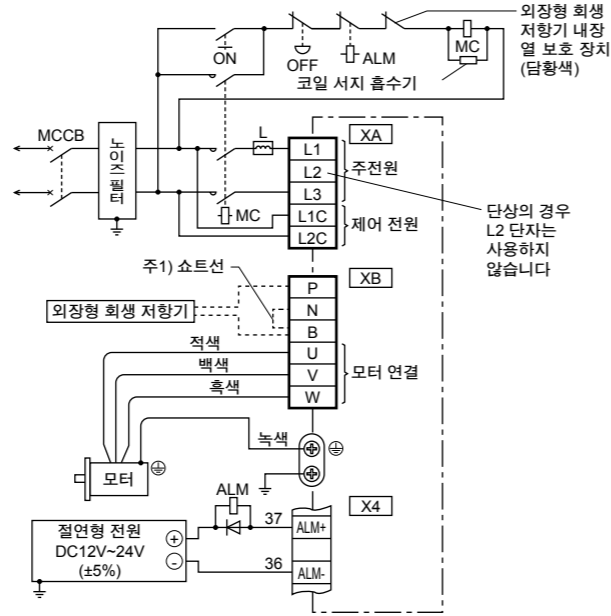 외장형 회생
저항기 내장
열 보호 장치
(담황색)
ON
OFF
ALM
MC
코일 서지 흡수기
MCCB
노이즈 필터
L
MC
XA
L1
L2
L3
L1C
L2C
주전원
제어 전원
단상의 경우
L2 단자는
사용하지
않습니다
주1) 쇼트선
XB
외장형 회생 저항기
P
N
B
U
V
W
적색
백색
흑색
모터 연결
녹색
모터
ALM
X4
절연형 전원
DC12V~24V
(±5%)
+
-
37
ALM+
36
ALM-